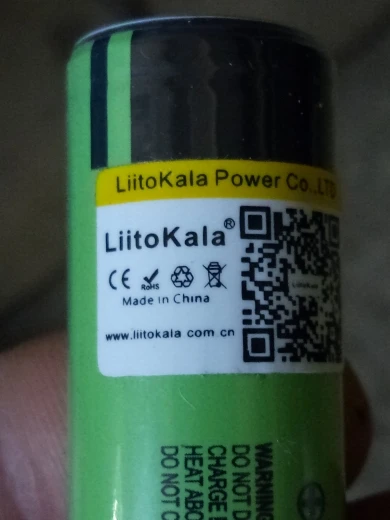 LiitoKala Power Co.,LTD
LiitoKala®
CE RoHS
Made in China
www.liitokala com cn
WARNING
DO NOT D
CHARGE
HEAT ABO
DO NOT C